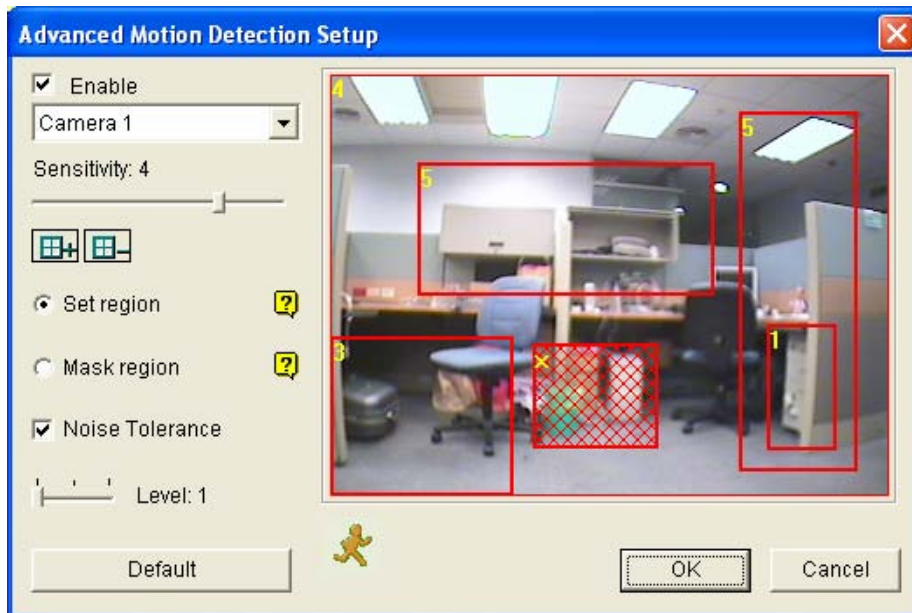 Advanced Motion Detection Setup
Enable
Camera 1
Sensitivity: 4
Set region
?
Mask region
?
Noise Tolerance
Level: 1
Default
4
5
5
3
×
1
OK
Cancel